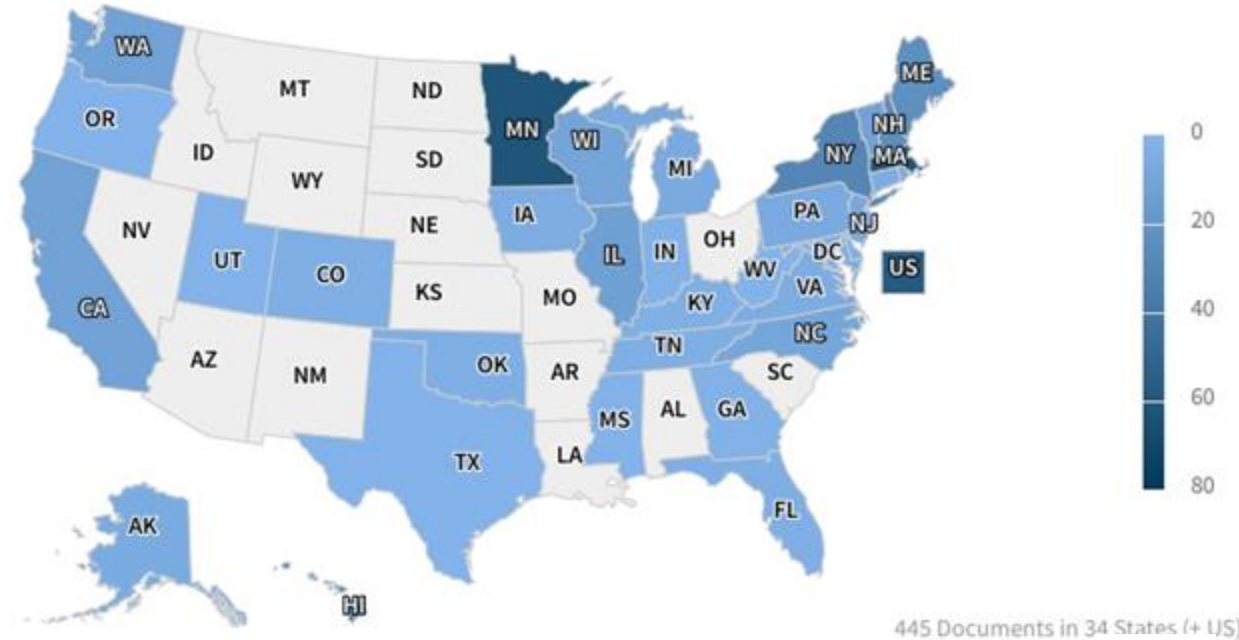 WA
MT
ND
MN
ME
OR
ID
SD
WI
NH
WY
MI
NY
MA
NV
NE
IA
PA
NJ
UT
CO
KS
MO
IL
IN
OH
WV
DC
VA
KY
US
CA
AZ
NM
OK
AR
TN
NC
SC
TX
LA
MS
AL
GA
FL
AK
HI
0
20
40
60
80
445 Documents in 34 States (+ US)